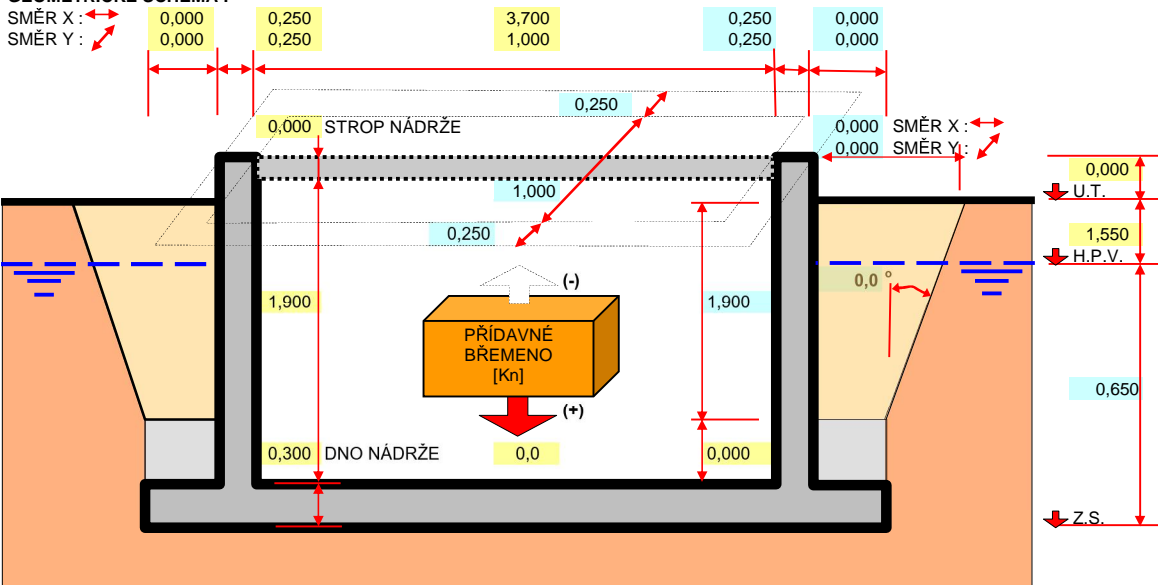 GEOMETRICKÉ SCHÉMA :
SMĚR X : 0,000 0,250 3,700 0,250 0,000
SMĚR Y : 0,000 0,250 1,000 0,250 0,000
0,250
0,000 STROP NÁDRŽE
0,000 SMĚR X :
0,000 SMĚR Y :
0,000
U.T.
1,000
0,250
1,550
H.P.V.
(-)
0,0 °
1,900
1,900
PŘÍDAVNÉ
BŘEMENO
[Kn]
0,650
(+)
0,300 DNO NÁDRŽE 0,0 0,000
Z.S.